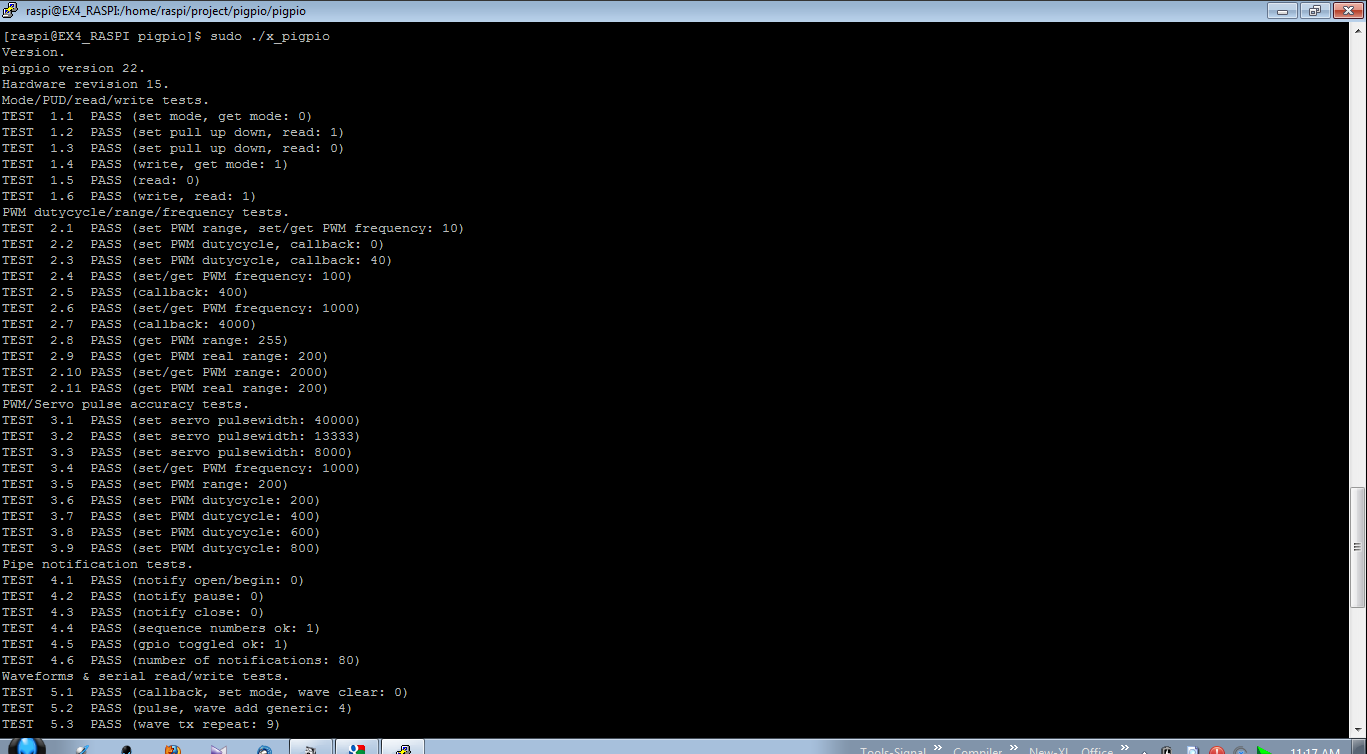 raspi@EX4_RASPI:/home/raspi/project/pigpio/pigpio
[raspi@EX4_RASPI pigpio]$ sudo ./x_pigpio
Version.
pigpio version 22.
Hardware revision 15.
Mode/PUD/read/write tests.
TEST  1.1  PASS (set mode, get mode: 0)
TEST  1.2  PASS (set pull up down, read: 1)
TEST  1.3  PASS (set pull up down, read: 0)
TEST  1.4  PASS (write, get mode: 1)
TEST  1.5  PASS (read: 0)
TEST  1.6  PASS (write, read: 1)
PWM dutycycle/range/frequency tests.
TEST  2.1  PASS (set PWM range, set/get PWM frequency: 10)
TEST  2.2  PASS (set PWM dutycycle, callback: 0)
TEST  2.3  PASS (set PWM dutycycle, callback: 40)
TEST  2.4  PASS (set/get PWM frequency: 100)
TEST  2.5  PASS (callback: 400)
TEST  2.6  PASS (set/get PWM frequency: 1000)
TEST  2.7  PASS (callback: 4000)
TEST  2.8  PASS (get PWM range: 255)
TEST  2.9  PASS (get PWM real range: 200)
TEST  2.10 PASS (set/get PWM range: 2000)
TEST  2.11 PASS (get PWM real range: 200)
PWM/Servo pulse accuracy tests.
TEST  3.1  PASS (set servo pulsewidth: 40000)
TEST  3.2  PASS (set servo pulsewidth: 13333)
TEST  3.3  PASS (set servo pulsewidth: 8000)
TEST  3.4  PASS (set/get PWM frequency: 1000)
TEST  3.5  PASS (set PWM range: 200)
TEST  3.6  PASS (set PWM dutycycle: 200)
TEST  3.7  PASS (set PWM dutycycle: 400)
TEST  3.8  PASS (set PWM dutycycle: 600)
TEST  3.9  PASS (set PWM dutycycle: 800)
Pipe notification tests.
TEST  4.1  PASS (notify open/begin: 0)
TEST  4.2  PASS (notify pause: 0)
TEST  4.3  PASS (notify close: 0)
TEST  4.4  PASS (sequence numbers ok: 1)
TEST  4.5  PASS (gpio toggled ok: 1)
TEST  4.6  PASS (number of notifications: 80)
Waveforms & serial read/write tests.
TEST  5.1  PASS (callback, set mode, wave clear: 0)
TEST  5.2  PASS (pulse, wave add generic: 4)
TEST  5.3  PASS (wave tx repeat: 9)
Tools-Signal » Compiler » New-XL Office » 11:17 AM